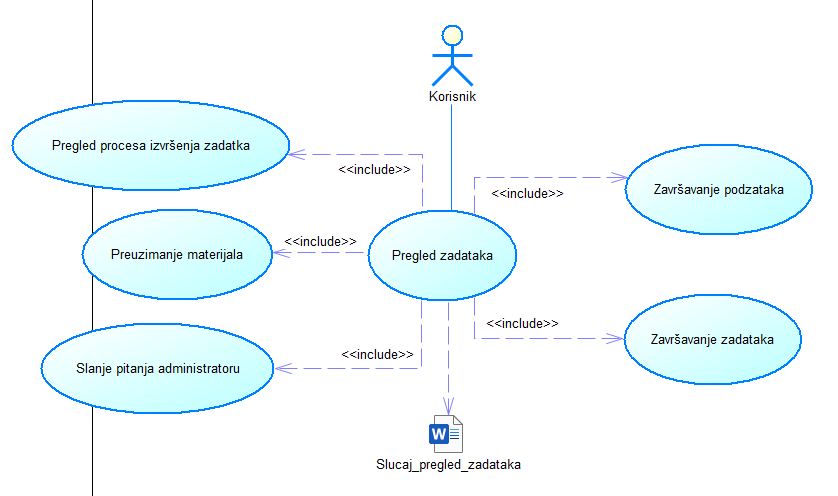 Korisnik
Pregled procesa izvršenja zadatka
<<include>>
<<include>>
Završavanje podzataka
Preuzimanje materijala
<<include>>
Pregled zadataka
<<include>>
Završavanje zadataka
<<include>>
Slanje pitanja administratoru
W
Slucaj_pregled_zadataka